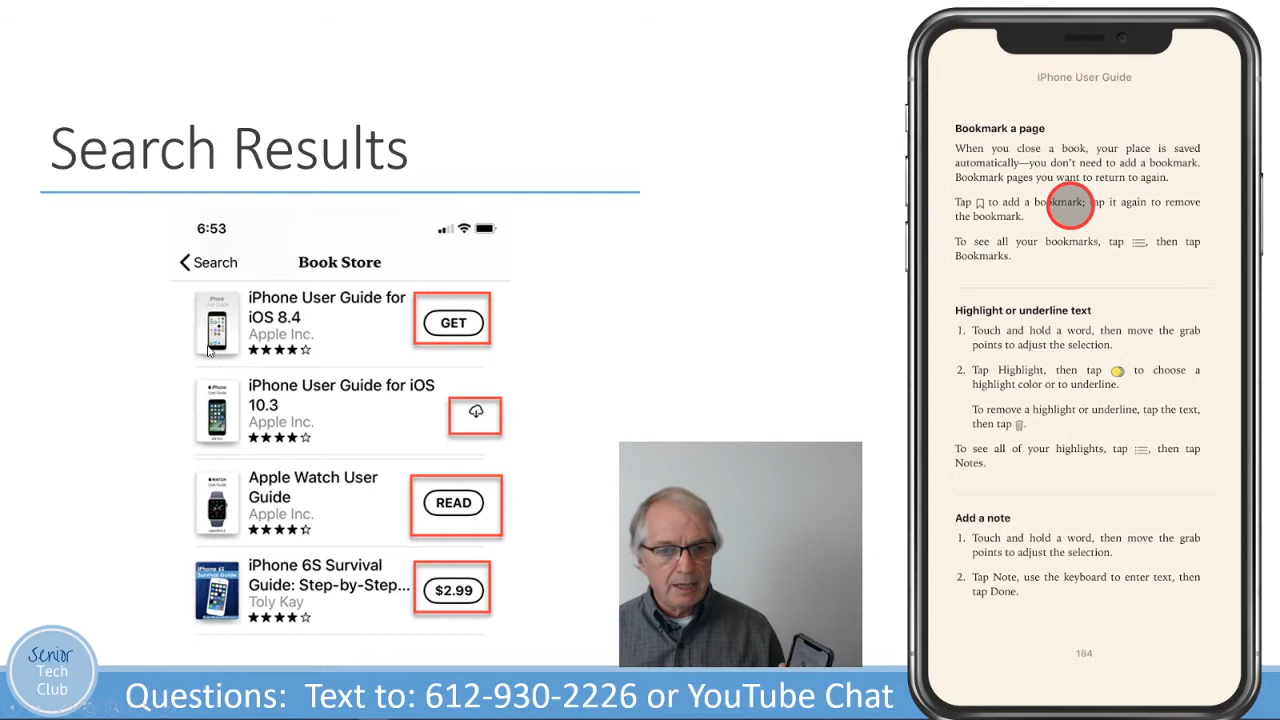 Search Results
6:53
Search
Book Store
iPhone User Guide for
iOS 8.4
Apple Inc.
GET
iPhone User Guide for iOS
10.3
Apple Inc.
Apple Watch User
Guide
Apple Inc.
READ
iPhone 6S Survival
Guide: Step-by-Step...
Toly Kay
$2.99
iPhone User Guide
Bookmark a page
When you close a book, your place is saved
automatically—you don't need to add a bookmark.
Bookmark pages you want to return to again.
Tap to add a bookmark; tap it again to remove
the bookmark.
To see all your bookmarks, tap , then tap
Bookmarks.
Highlight or underline text
1. Touch and hold a word, then move the grab
points to adjust the selection.
2. Tap Highlight, then tap to choose a
highlight color or to underline.
To remove a highlight or underline, tap the text,
then tap .
To see all of your highlights, tap , then tap
Notes.
Add a note
1. Touch and hold a word, then move the grab
points to adjust the selection.
2. Tap Note, use the keyboard to enter text, then
tap Done.
184
Senior
Tech
Club
Questions: Text to: 612-930-2226 or YouTube Chat